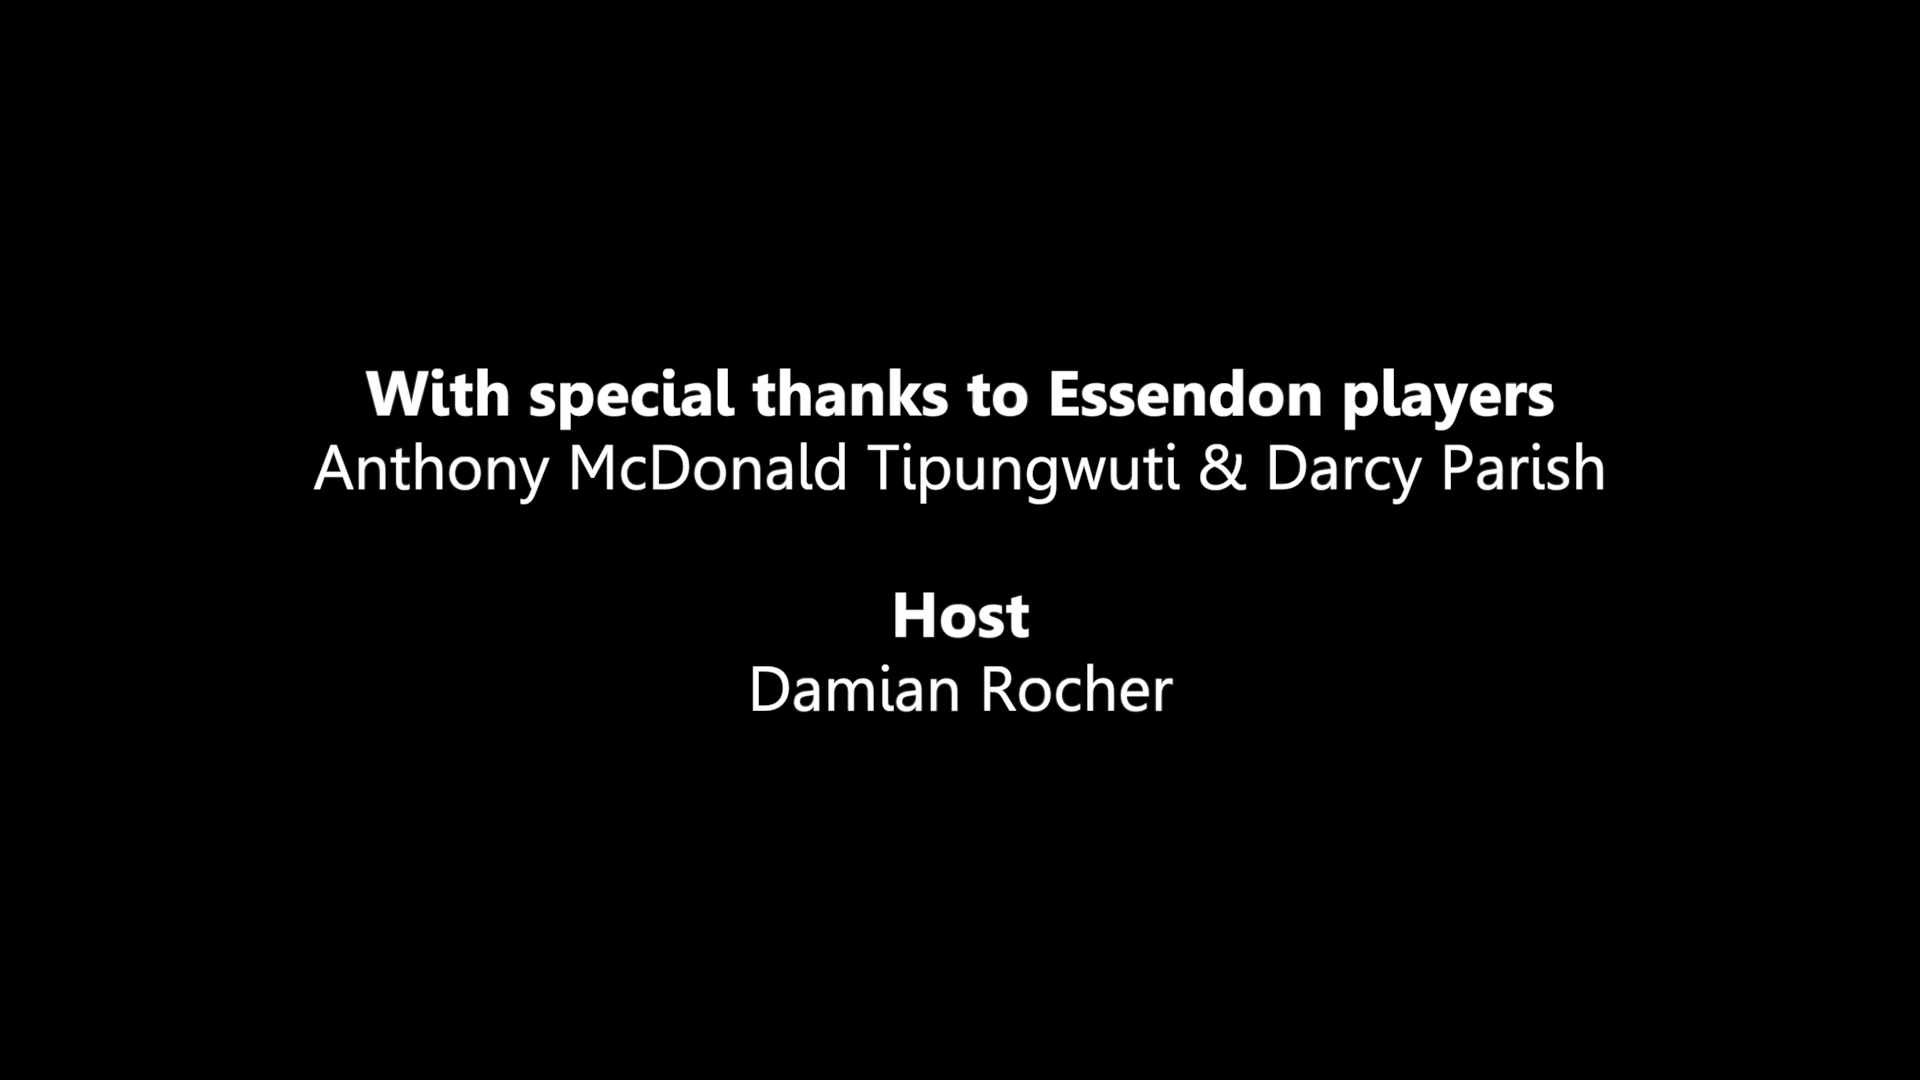 With special thanks to Essendon players
Anthony McDonald Tipungwuti & Darcy Parish
Host
Damian Rocher